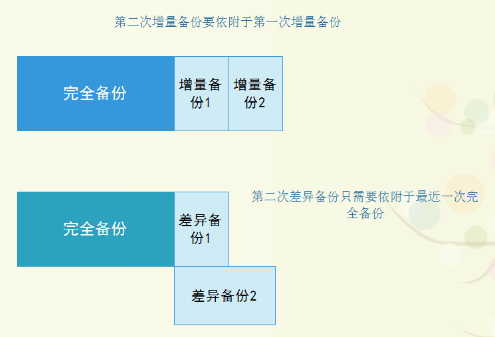 第二次增量备份要依附于第一次增量备份
完全备份
增量备
份1
增量备
份2
第二次差异备份只需要依附于最近一次完
全备份
完全备份
差异备
份1
差异备份2